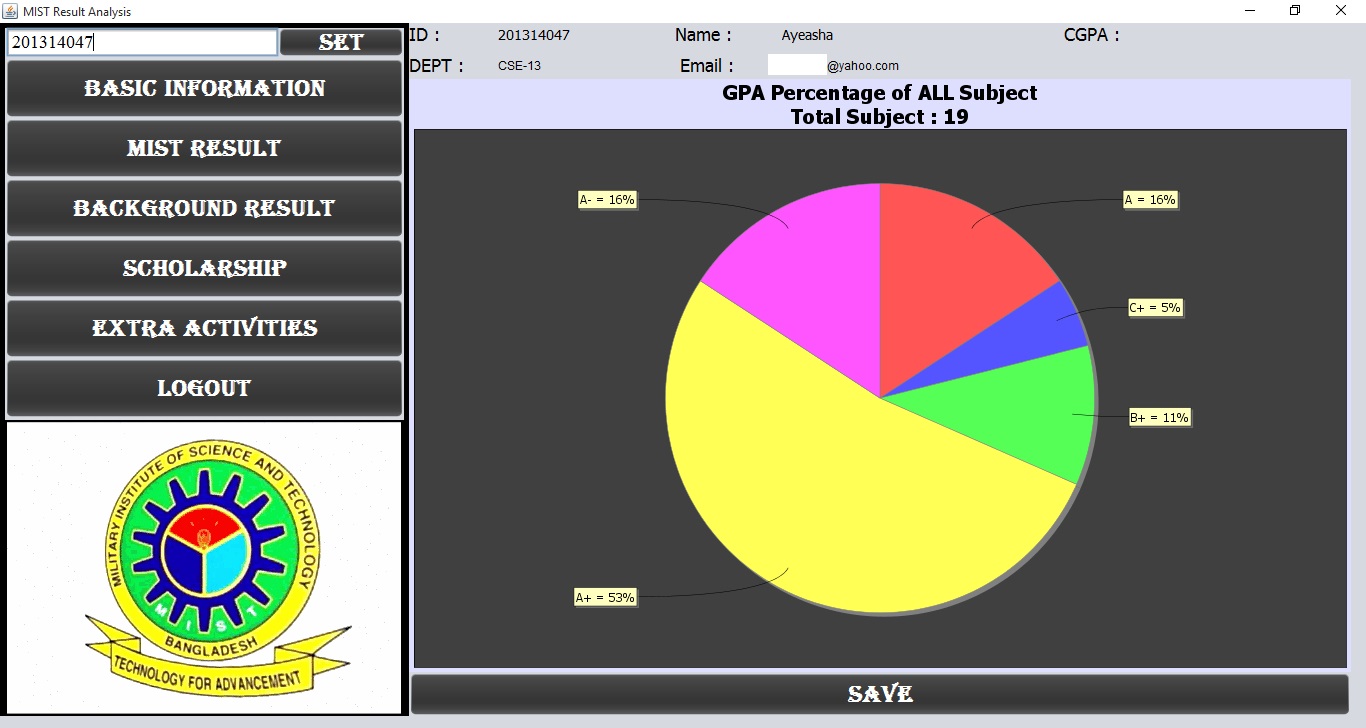 MIST Result Analysis
201314047
SET
BASIC INFORMATION
MIST RESULT
BACKGROUND RESULT
SCHOLARSHIP
EXTRA ACTIVITIES
LOGOUT
MILITARY INSTITUTE OF SCIENCE AND TECHNOLOGY
MIST
BANGLADESH
TECHNOLOGY FOR ADVANCEMENT
ID : 201314047 Name : Ayeasha CGPA :
DEPT : CSE-13 Email : @yahoo.com
GPA Percentage of ALL Subject
Total Subject : 19
A- = 16%
A = 16%
C+ = 5%
B+ = 11%
A+ = 53%
SAVE